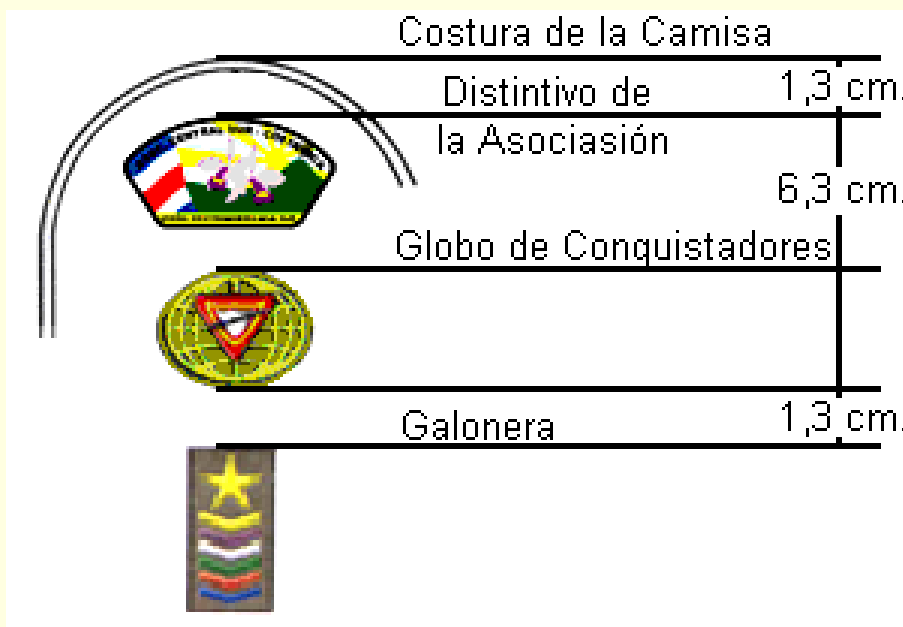 Costura de la Camisa
1,3 cm.
Distintivo de
la Asociasión
6,3 cm.
Globo de Conquistadores
1,3 cm.
Galonera